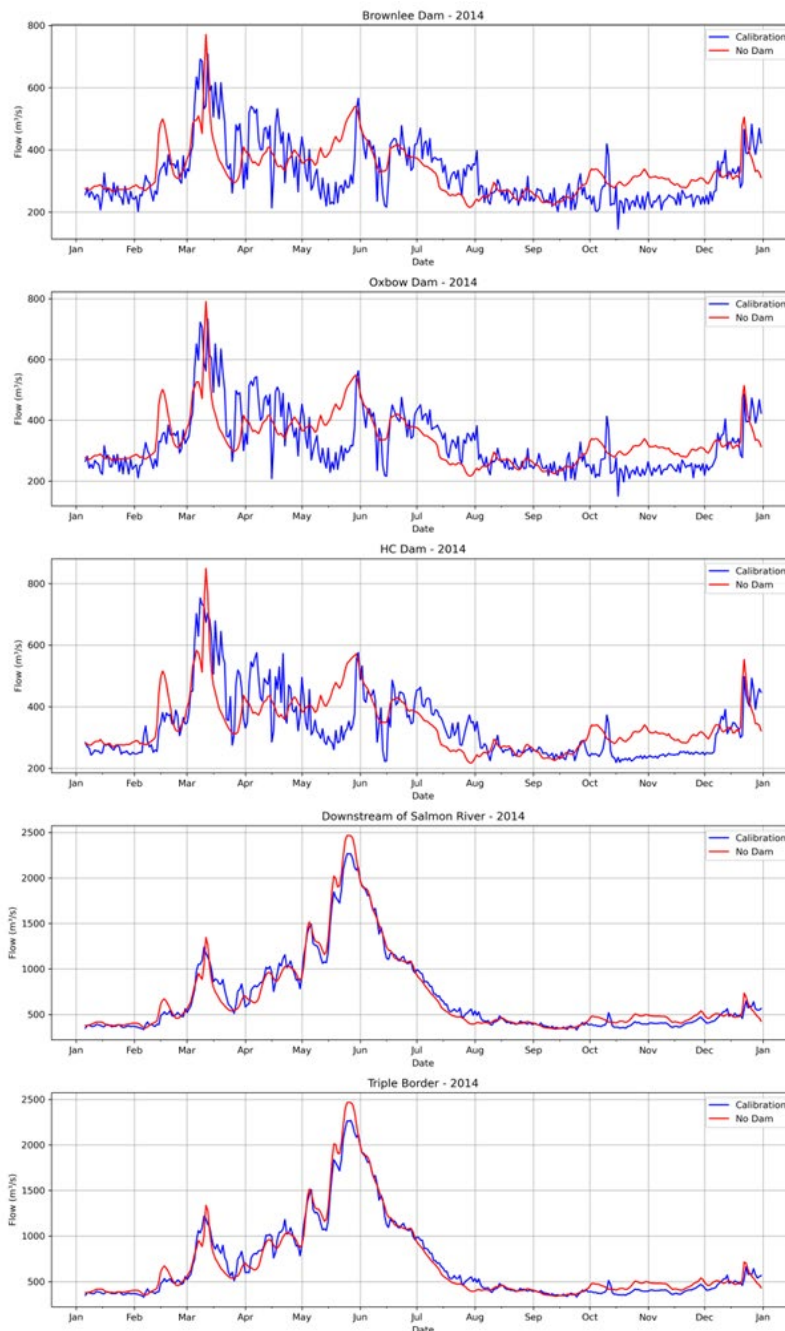 Brownlee Dam - 2014
Calibration
No Dam
800
600
400
200
Flow (m³/s)
Jan Feb Mar Apr May Jun Jul Aug Sep Oct Nov Dec Jan
Date
Oxbow Dam - 2014
Calibration
No Dam
800
600
400
200
Flow (m³/s)
Jan Feb Mar Apr May Jun Jul Aug Sep Oct Nov Dec Jan
Date
HC Dam - 2014
Calibration
No Dam
800
600
400
200
Flow (m³/s)
Jan Feb Mar Apr May Jun Jul Aug Sep Oct Nov Dec Jan
Date
Downstream of Salmon River - 2014
Calibration
No Dam
2500
2000
1500
1000
500
Flow (m³/s)
Jan Feb Mar Apr May Jun Jul Aug Sep Oct Nov Dec Jan
Date
Triple Border - 2014
Calibration
No Dam
2500
2000
1500
1000
500
Flow (m³/s)
Jan Feb Mar Apr May Jun Jul Aug Sep Oct Nov Dec Jan
Date